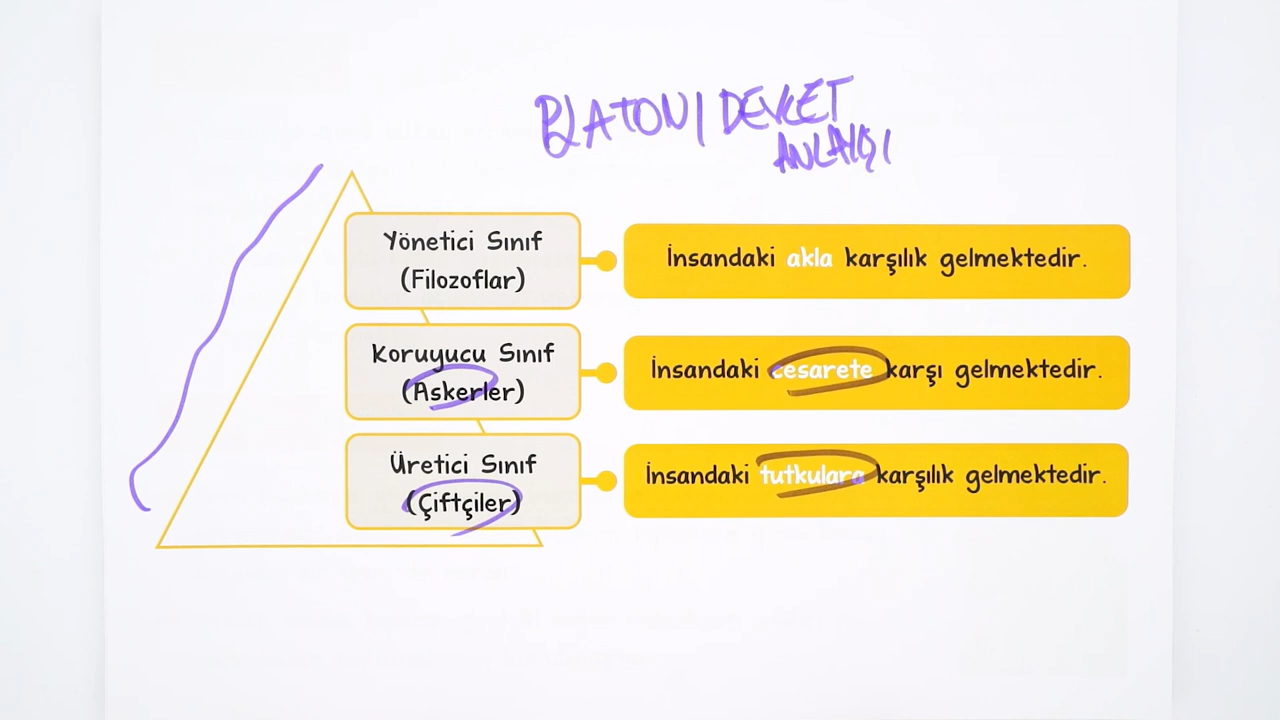 PLATON'I DEVLET
ANLAYIŞI
Yönetici Sınıf
(Filozoflar)
İnsandaki akla karşılık gelmektedir.
Koruyucu Sınıf
(Askerler)
İnsandaki cesarete karşı gelmektedir.
Üretici Sınıf
(Çiftçiler)
İnsandaki tutkulara karşılık gelmektedir.